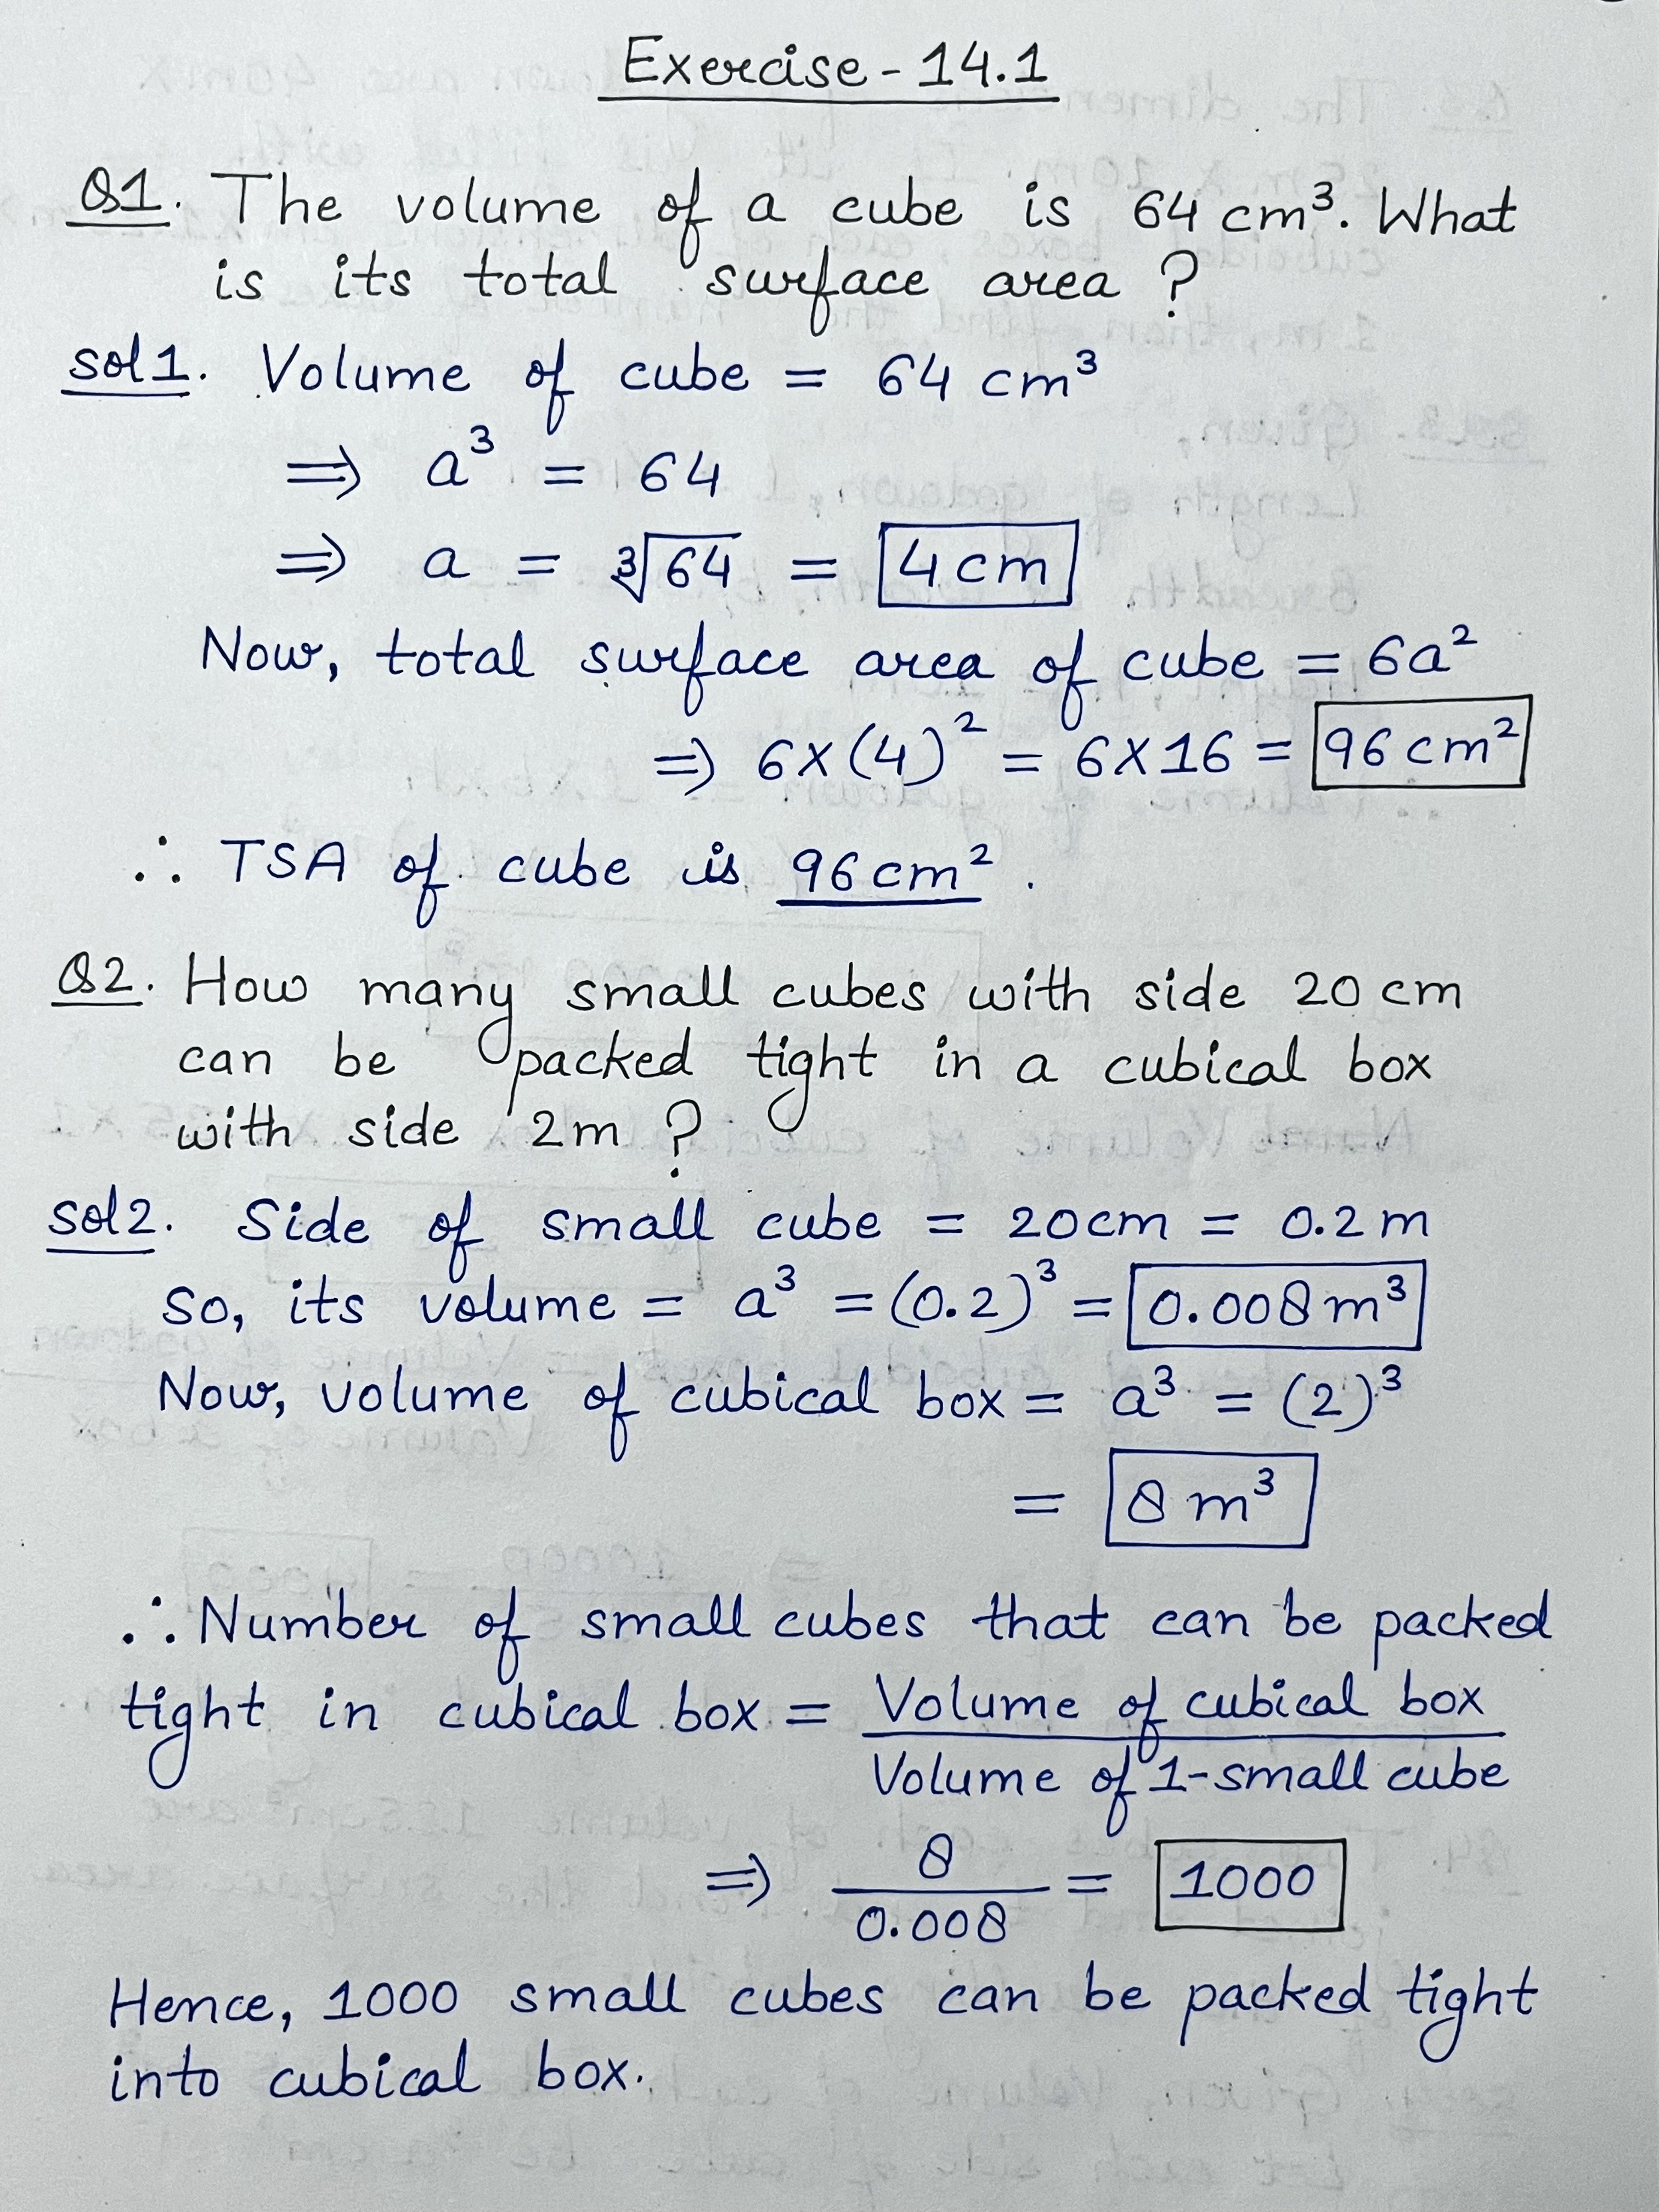 Exercise - 14.1
Q1. The volume of a cube is 64 cm³. What
is its total surface area ?
sol 1. Volume of cube = 64 cm³
⇒ a³ = 64
⇒ a = ∛64 = 4 cm
Now, total surface area of cube = 6a²
⇒ 6×(4)² = 6×16 = 96 cm²
∴ TSA of cube is 96 cm².
Q2. How many small cubes with side 20 cm
can be packed tight in a cubical box
with side 2m ?
sol 2. Side of small cube = 20cm = 0.2 m
So, its volume = a³ = (0.2)³ = 0.008 m³
Now, volume of cubical box = a³ = (2)³
= 8 m³
∴ Number of small cubes that can be packed
tight in cubical box = Volume of cubical box
Volume of 1-small cube
⇒ 8/0.008 = 1000
Hence, 1000 small cubes can be packed tight
into cubical box.